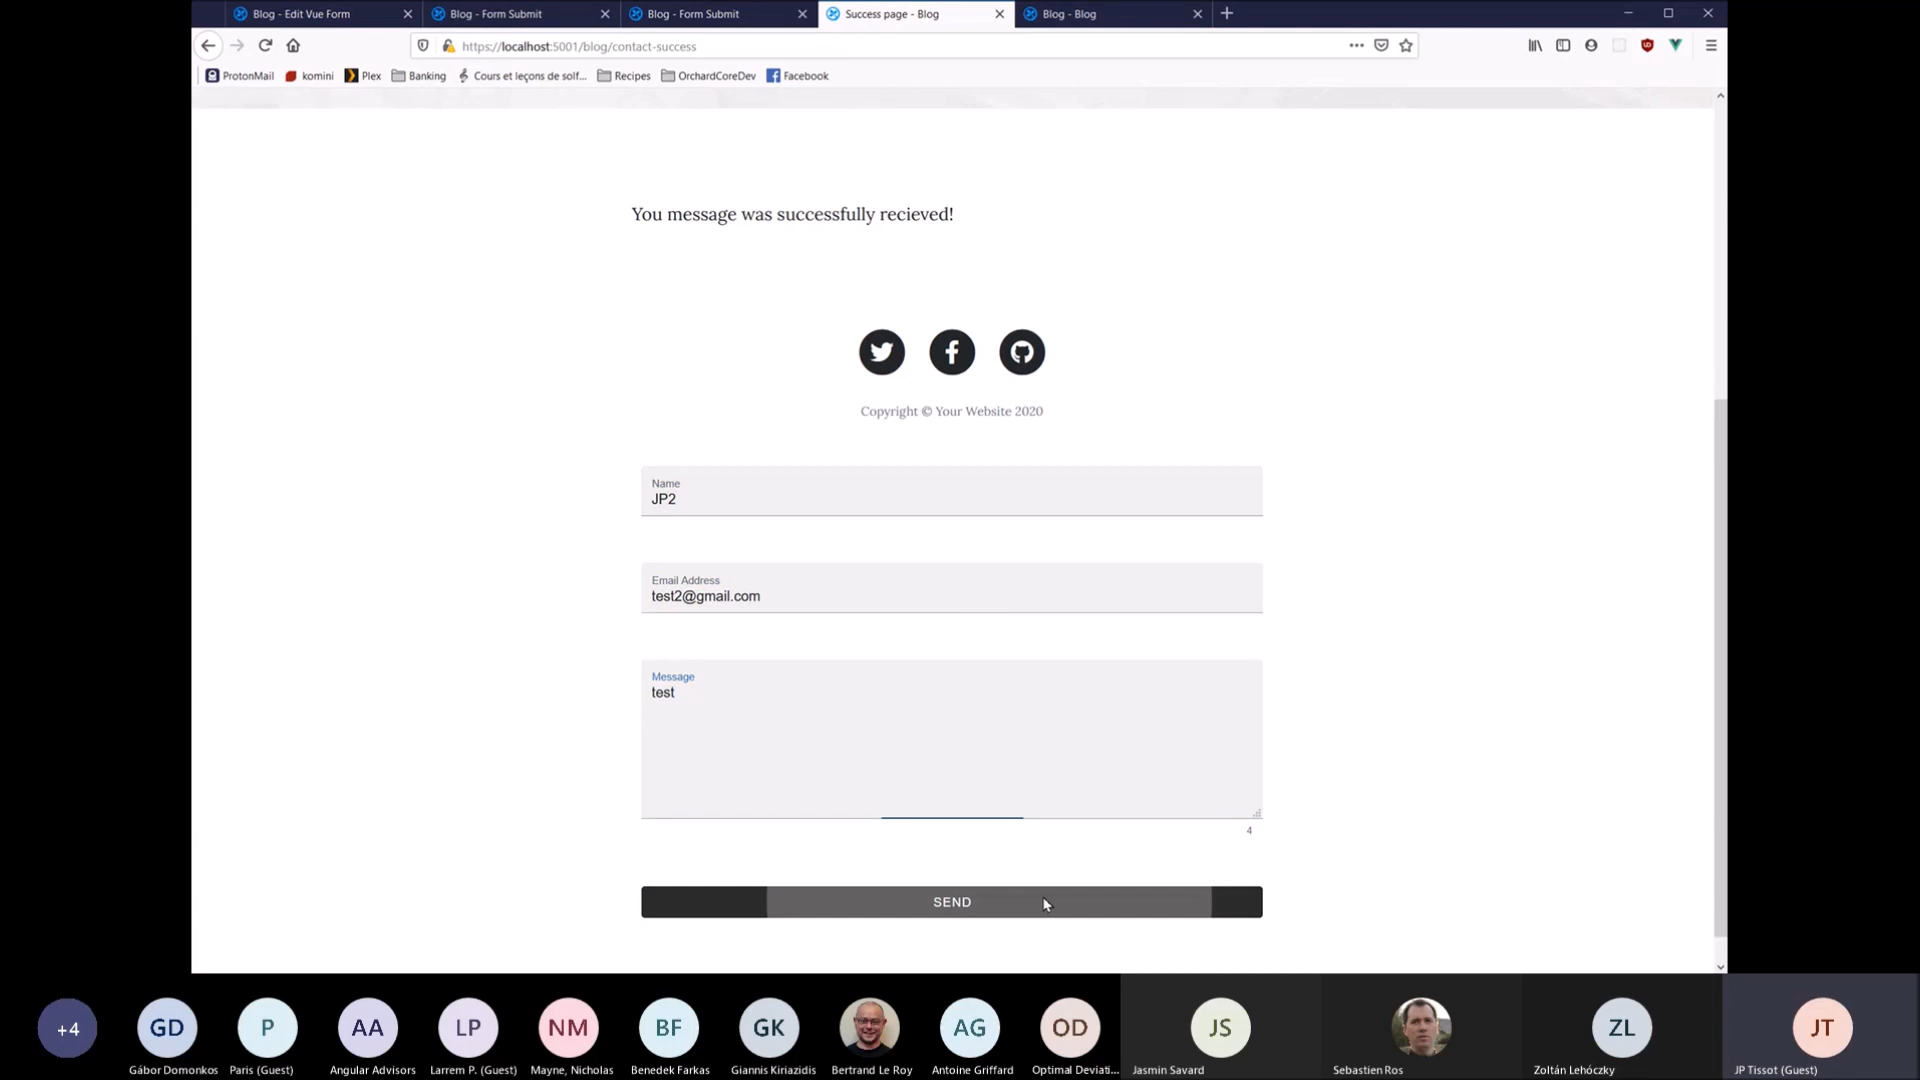 Blog - Edit Vue Form
Blog - Form Submit
Blog - Form Submit
Success page - Blog
Blog - Blog
https://localhost:5001/blog/contact-success
ProtonMail
komini
Plex
Banking
Cours et leçons de solf...
Recipes
OrchardCoreDev
Facebook
You message was successfully recieved!
Copyright © Your Website 2020
Name
JP2
Email Address
test2@gmail.com
Message
test
4
SEND
+4
GD
P
AA
LP
NM
BF
GK
AG
OD
JS
ZL
JT
Gábor Domonkos
Paris (Guest)
Angular Advisors
Larrem P. (Guest)
Mayne, Nicholas
Benedek Farkas
Giannis Kiriazidis
Bertrand Le Roy
Antoine Griffard
Optimal Deviati...
Jasmin Savard
Sebastien Ros
Zoltán Lehóczky
JP Tissot (Guest)